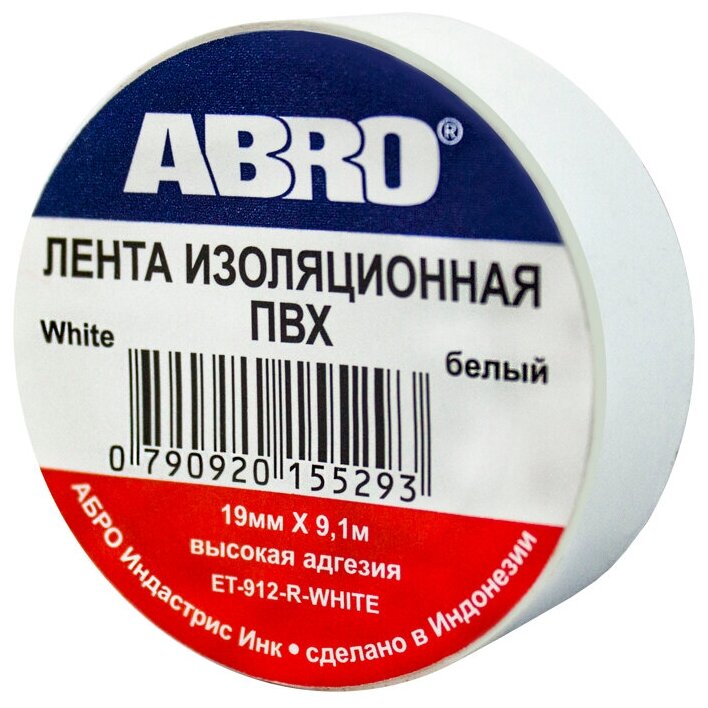 ABRO®
ЛЕНТА ИЗОЛЯЦИОННАЯ
ПВХ
White
белый
0 790920 155293
19мм X 9,1м
высокая адгезия
ET-912-R-WHITE
АБРО Индастрис Инк • сделано в Индонезии